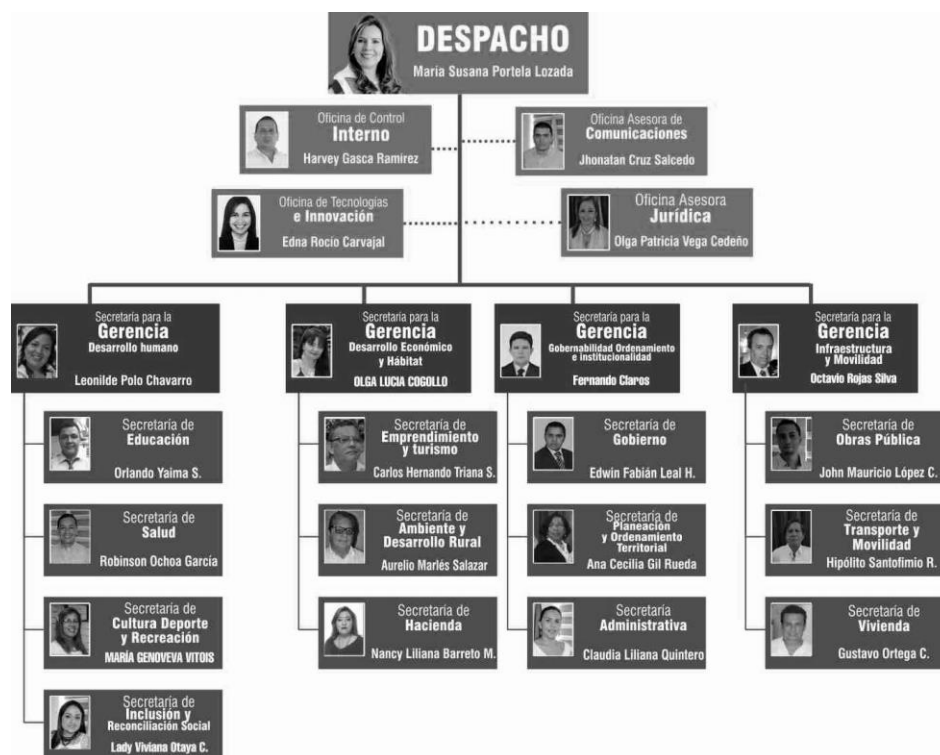 DESPACHO
María Susana Portela Lozada
Oficina de Control
Interno
Harvey Gasca Ramírez
Oficina Asesora de
Comunicaciones
Jhonatan Cruz Salcedo
Oficina de Tecnologías
e Innovación
Edna Rocío Carvajal
Oficina Asesora
Jurídica
Olga Patricia Vega Cedeño
Secretaría para la
Gerencia
Desarrollo humano
Leonilde Polo Chavarro
Secretaría para la
Gerencia
Desarrollo Económico
y Hábitat
OLGA LUCIA COGOLLO
Secretaría para la
Gerencia
Gobernabilidad Ordenamiento
e institucionalidad
Fernando Claros
Secretaría para la
Gerencia
Infraestructura
y Movilidad
Octavio Rojas Silva
Secretaría de
Educación
Orlando Yaima S.
Secretaría de
Salud
Robinson Ochoa García
Secretaría de
Cultura Deporte
y Recreación
MARÍA GENOVEVA VITOIS
Secretaría de
Inclusión y
Reconciliación Social
Lady Viviana Otaya C.
Secretaría de
Emprendimiento
y turismo
Carlos Hernando Triana S.
Secretaría de
Ambiente y
Desarrollo Rural
Aurelio Marlés Salazar
Secretaría de
Hacienda
Nancy Liliana Barreto M.
Secretaría de
Gobierno
Edwin Fabián Leal H.
Secretaría de
Planeación
y Ordenamiento
Territorial
Ana Cecilia Gil Rueda
Secretaría
Administrativa
Claudia Liliana Quintero
Secretaría de
Obras Pública
John Mauricio López C.
Secretaría de
Transporte y
Movilidad
Hipólito Santofimio R.
Secretaría de
Vivienda
Gustavo Ortega C.